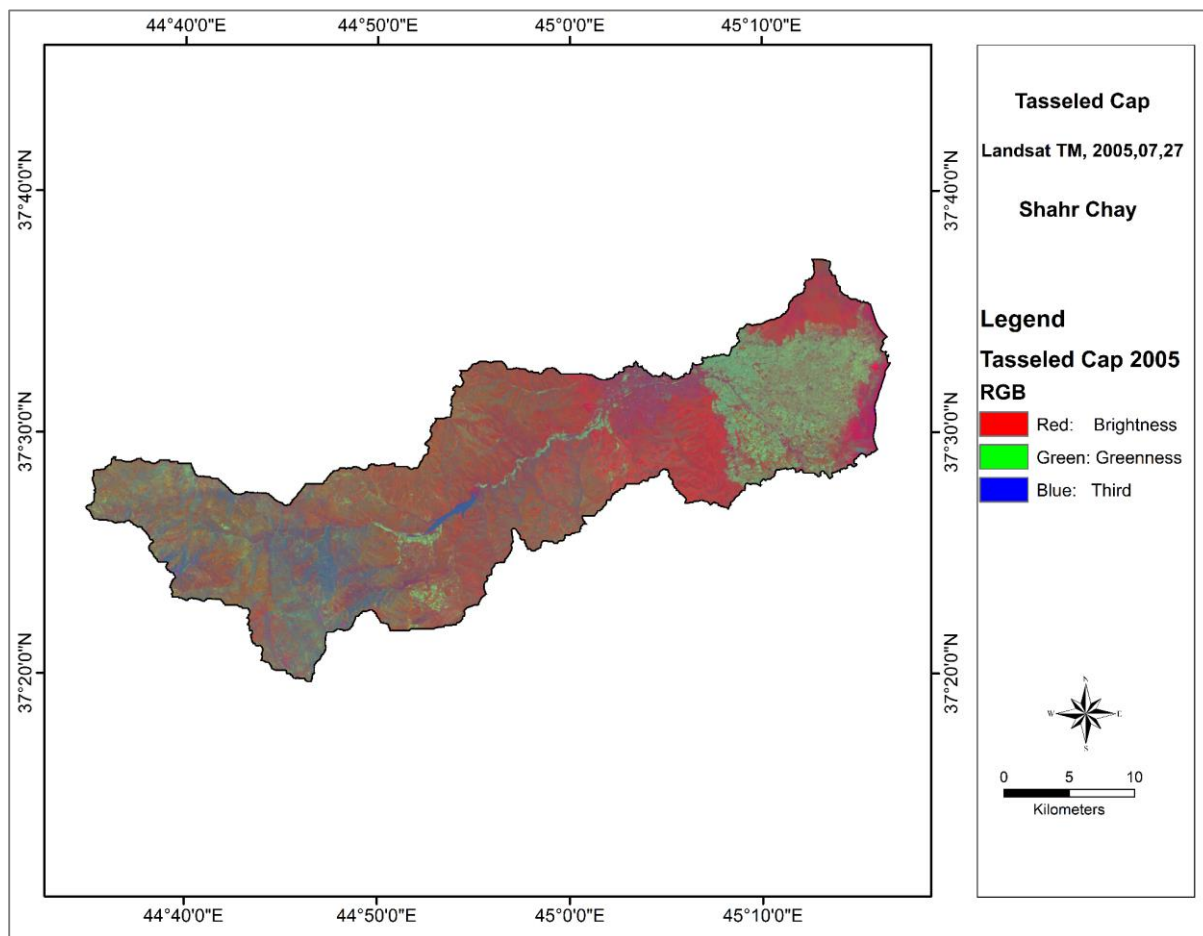 44°40'0"E 44°50'0"E 45°0'0"E 45°10'0"E
37°40'0"N
37°30'0"N
37°20'0"N
37°40'0"N
37°30'0"N
37°20'0"N
44°40'0"E 44°50'0"E 45°0'0"E 45°10'0"E
Tasseled Cap
Landsat TM, 2005,07,27
Shahr Chay
Legend
Tasseled Cap 2005
RGB
Red: Brightness
Green: Greenness
Blue: Third
N
W E
S
0 5 10
Kilometers